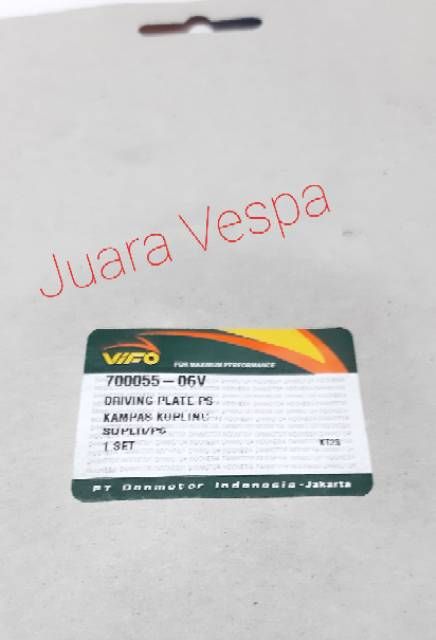 Juara Vespa
VIFO
FOR MAXIMUM PERFORMANCE
700055-06V
DRIVING PLATE PS
KAMPAS KOPLING
1 SET
PT Danmotor Indonesia-Jakarta